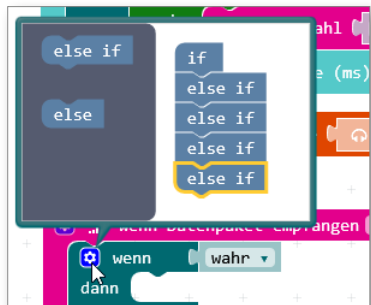 ahl
else if
if
e (ms)
else if
else
else if
else if
else if
wenn Datenpaket empfangen
wenn wahr
dann